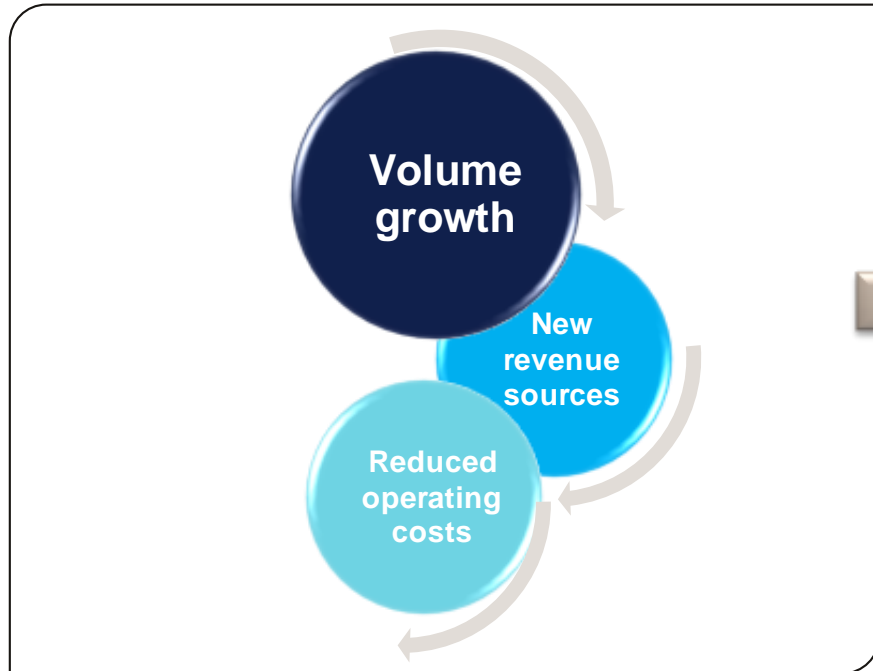 Volume
growth
New
revenue
sources
Reduced
operating
costs